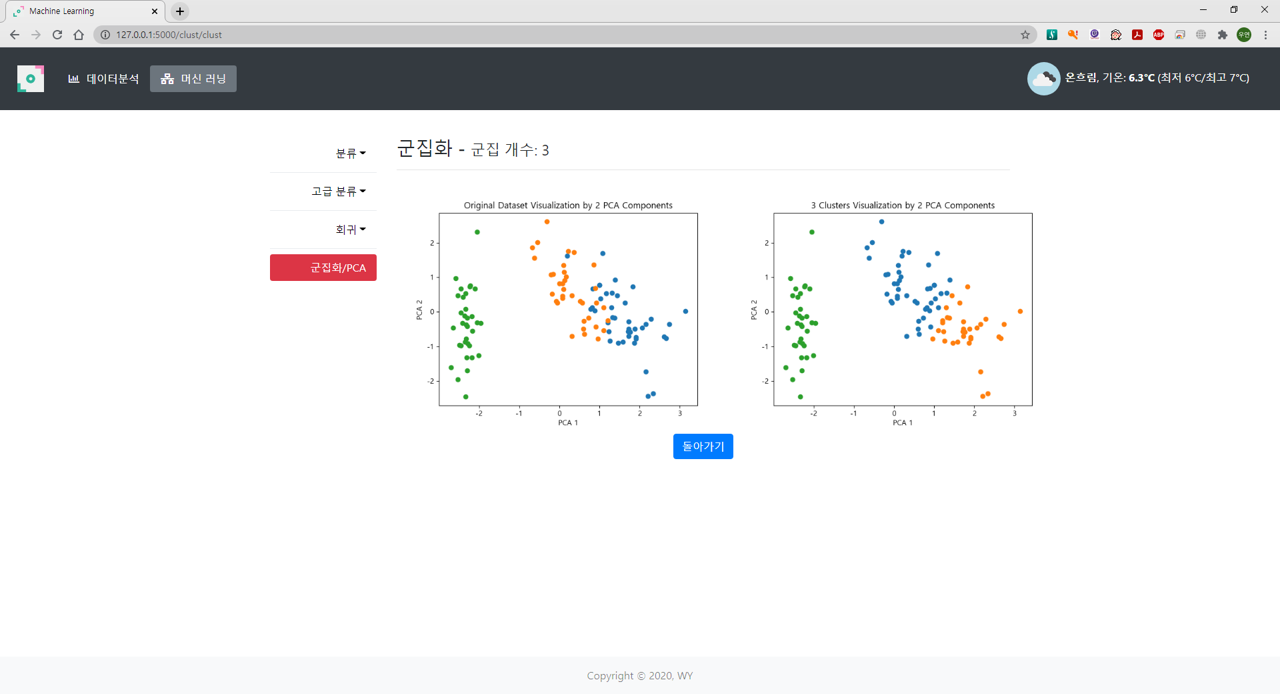 Machine Learning
127.0.0.1:5000/clust/clust
ABP
우연
데이터분석
머신 러닝
온흐림, 기온: 6.3℃ (최저 6℃/최고 7℃)
분류
고급 분류
회귀
군집화/PCA
군집화 - 군집 개수: 3
Original Dataset Visualization by 2 PCA Components
2
1
0
-1
-2
PCA 2
-2 -1 0 1 2 3
PCA 1
3 Clusters Visualization by 2 PCA Components
2
1
0
-1
-2
PCA 2
-2 -1 0 1 2 3
PCA 1
돌아가기
Copyright © 2020, WY